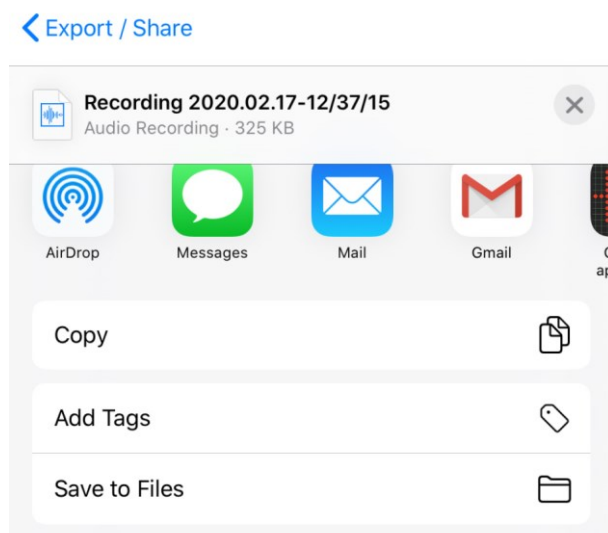 Export / Share
Recording 2020.02.17-12/37/15
Audio Recording · 325 KB
AirDrop
Messages
Mail
Gmail
Copy
Add Tags
Save to Files